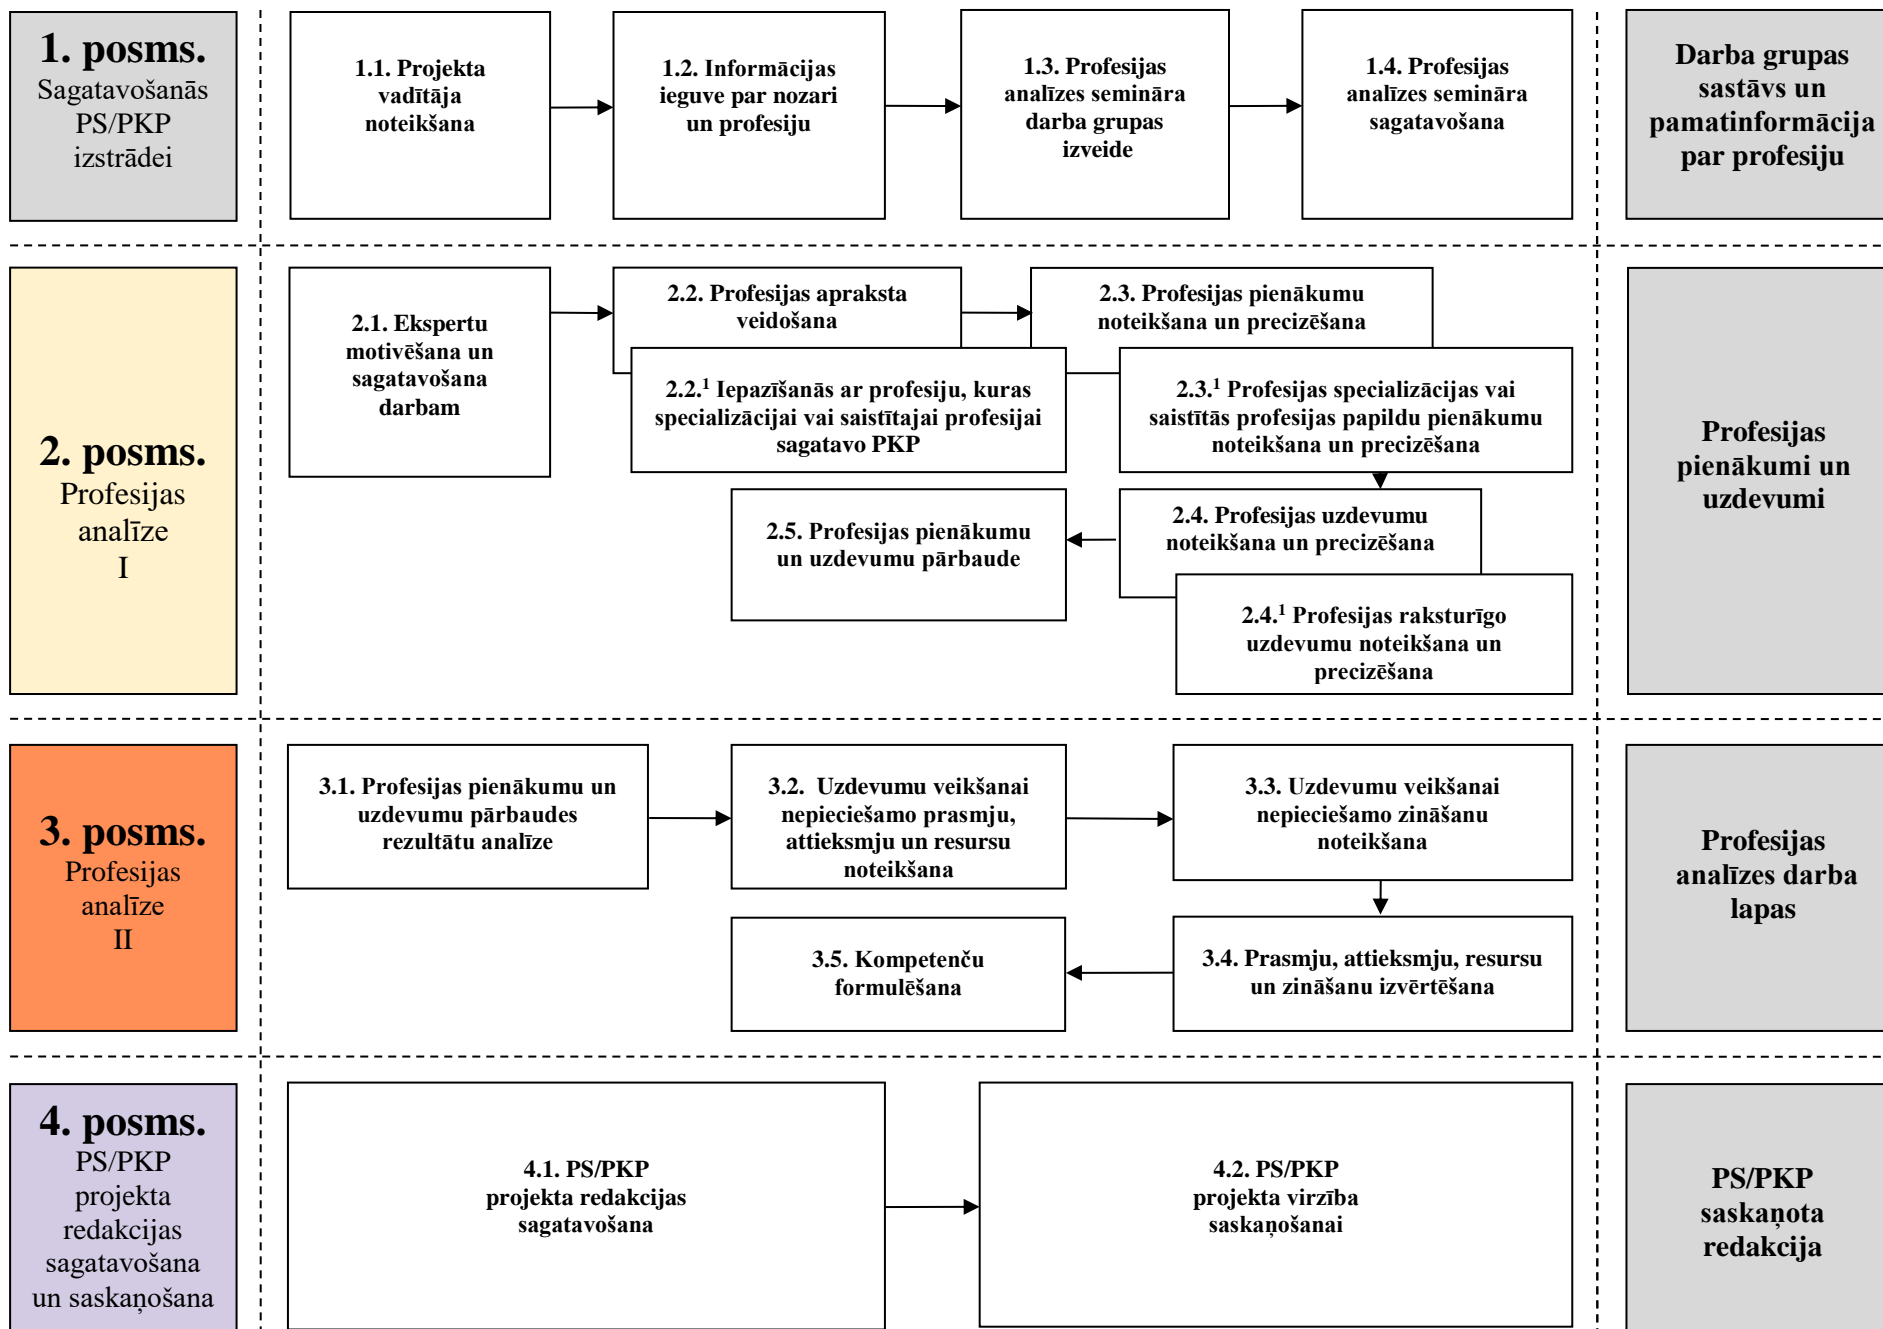 1. posms.
Sagatavošanās
PS/PKP
izstrādei
1.1. Projekta
vadītāja
noteikšana
1.2. Informācijas
ieguve par nozari
un profesiju
1.3. Profesijas
analīzes semināra
darba grupas
izveide
1.4. Profesijas
analīzes semināra
sagatavošana
Darba grupas
sastāvs un
pamatinformācija
par profesiju
2. posms.
Profesijas
analīze
I
2.1. Ekspertu
motivēšana un
sagatavošana
darbam
2.2. Profesijas apraksta
veidošana
2.2.¹ Iepazīšanās ar profesiju, kuras
specializācijai vai saistītajai profesijai
sagatavo PKP
2.3. Profesijas pienākumu
noteikšana un precizēšana
2.3.¹ Profesijas specializācijas vai
saistītās profesijas papildu pienākumu
noteikšana un precizēšana
2.4. Profesijas uzdevumu
noteikšana un precizēšana
2.4.¹ Profesijas raksturīgo
uzdevumu noteikšana un
precizēšana
2.5. Profesijas pienākumu
un uzdevumu pārbaude
Profesijas
pienākumi un
uzdevumi
3. posms.
Profesijas
analīze
II
3.1. Profesijas pienākumu un
uzdevumu pārbaudes
rezultātu analīze
3.2. Uzdevumu veikšanai
nepieciešamo prasmju,
attieksmju un resursu
noteikšana
3.3. Uzdevumu veikšanai
nepieciešamo zināšanu
noteikšana
3.4. Prasmju, attieksmju, resursu
un zināšanu izvērtēšana
3.5. Kompetenču
formulēšana
Profesijas
analīzes darba
lapas
4. posms.
PS/PKP
projekta
redakcijas
sagatavošana
un saskaņošana
4.1. PS/PKP
projekta redakcijas
sagatavošana
4.2. PS/PKP
projekta virzība
saskaņošanai
PS/PKP
saskaņota
redakcija